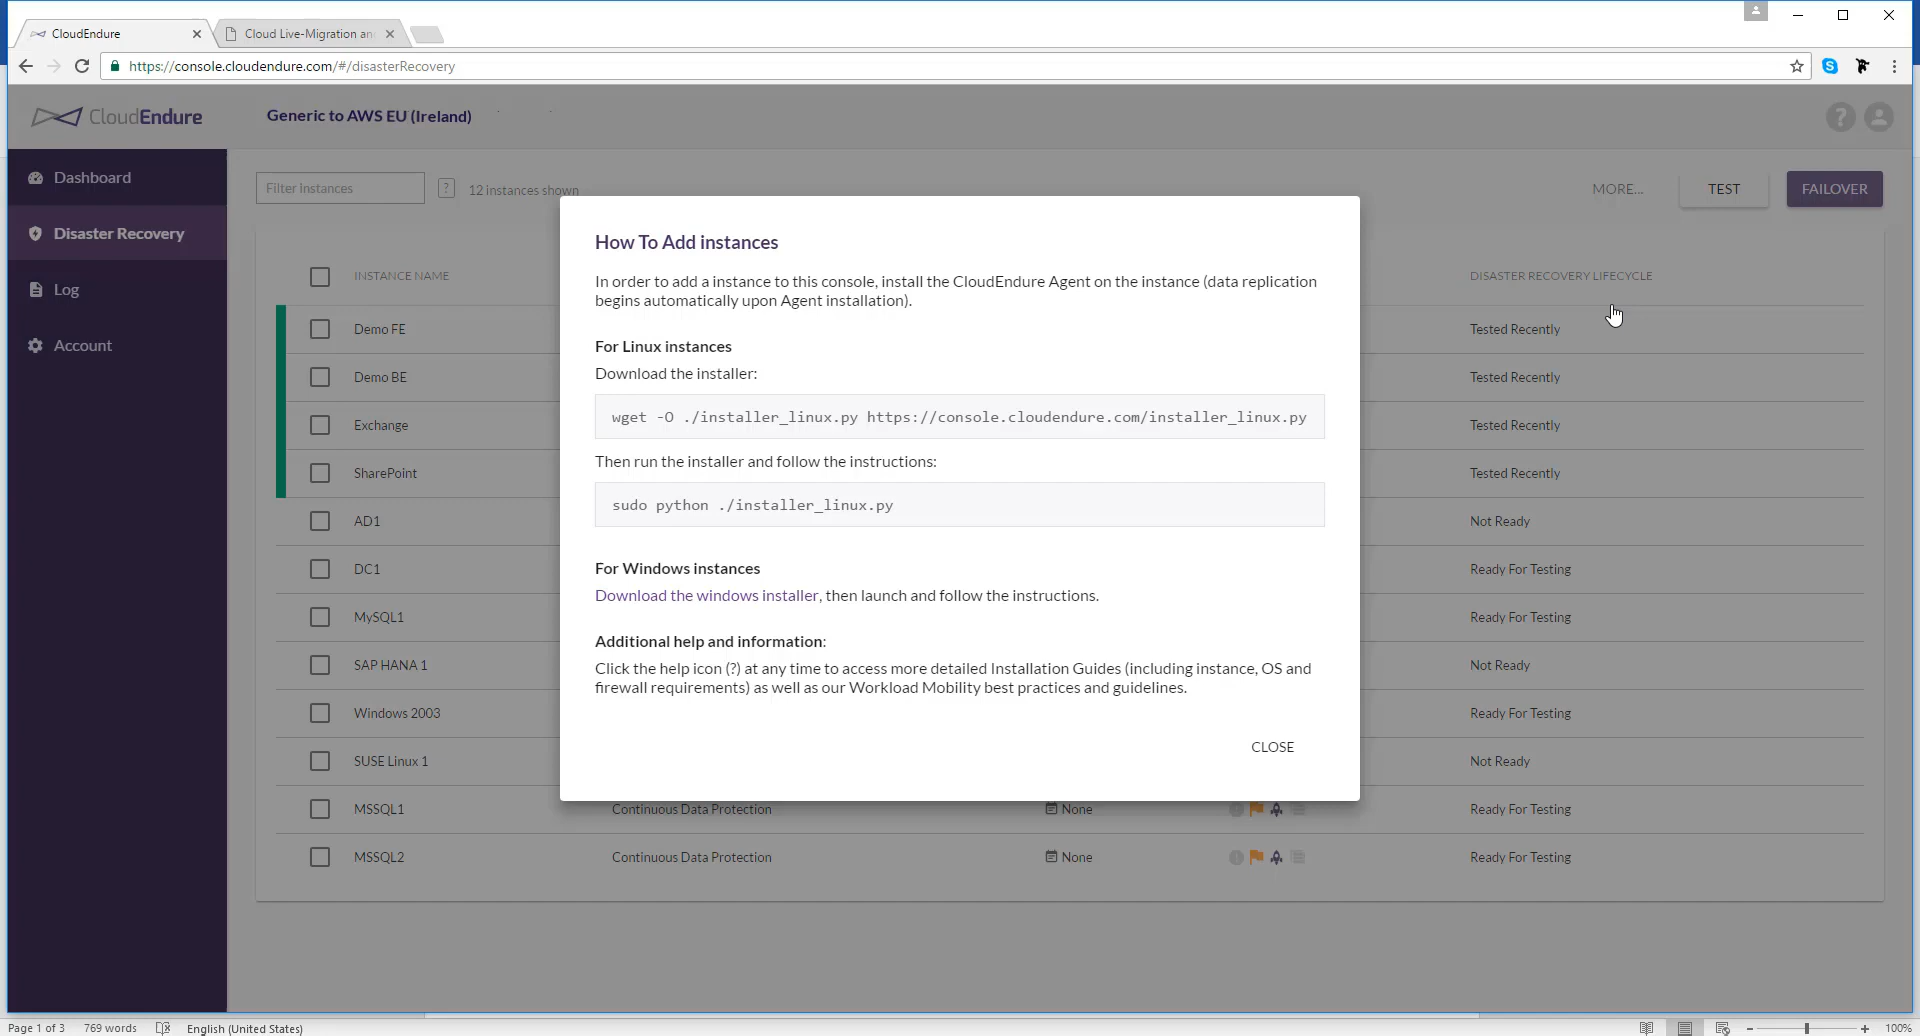 CloudEndure
Cloud Live-Migration an
https://console.cloudendure.com/#/disasterRecovery
CloudEndure
Generic to AWS EU (Ireland)
?
Dashboard
Disaster Recovery
Log
Account
Filter Instances
?
12 instances shown
MORE...
TEST
FAILOVER
INSTANCE NAME
DISASTER RECOVERY LIFECYCLE
Demo FE
Tested Recently
Demo BE
Tested Recently
Exchange
Tested Recently
SharePoint
Tested Recently
AD1
Not Ready
DC1
Ready For Testing
MySQL1
Ready For Testing
SAP HANA 1
Not Ready
Windows 2003
Ready For Testing
SUSE Linux 1
Not Ready
MSSQL1
Continuous Data Protection
None
Ready For Testing
MSSQL2
Continuous Data Protection
None
Ready For Testing
How To Add instances
In order to add a instance to this console, install the CloudEndure Agent on the instance (data replication
begins automatically upon Agent installation).
For Linux instances
Download the installer:
wget -O ./installer_linux.py https://console.cloudendure.com/installer_linux.py
Then run the installer and follow the instructions:
sudo python ./installer_linux.py
For Windows instances
Download the windows installer, then launch and follow the instructions.
Additional help and information:
Click the help icon (?) at any time to access more detailed Installation Guides (including instance, OS and
firewall requirements) as well as our Workload Mobility best practices and guidelines.
CLOSE
Page 1 of 3
769 words
English (United States)
100%